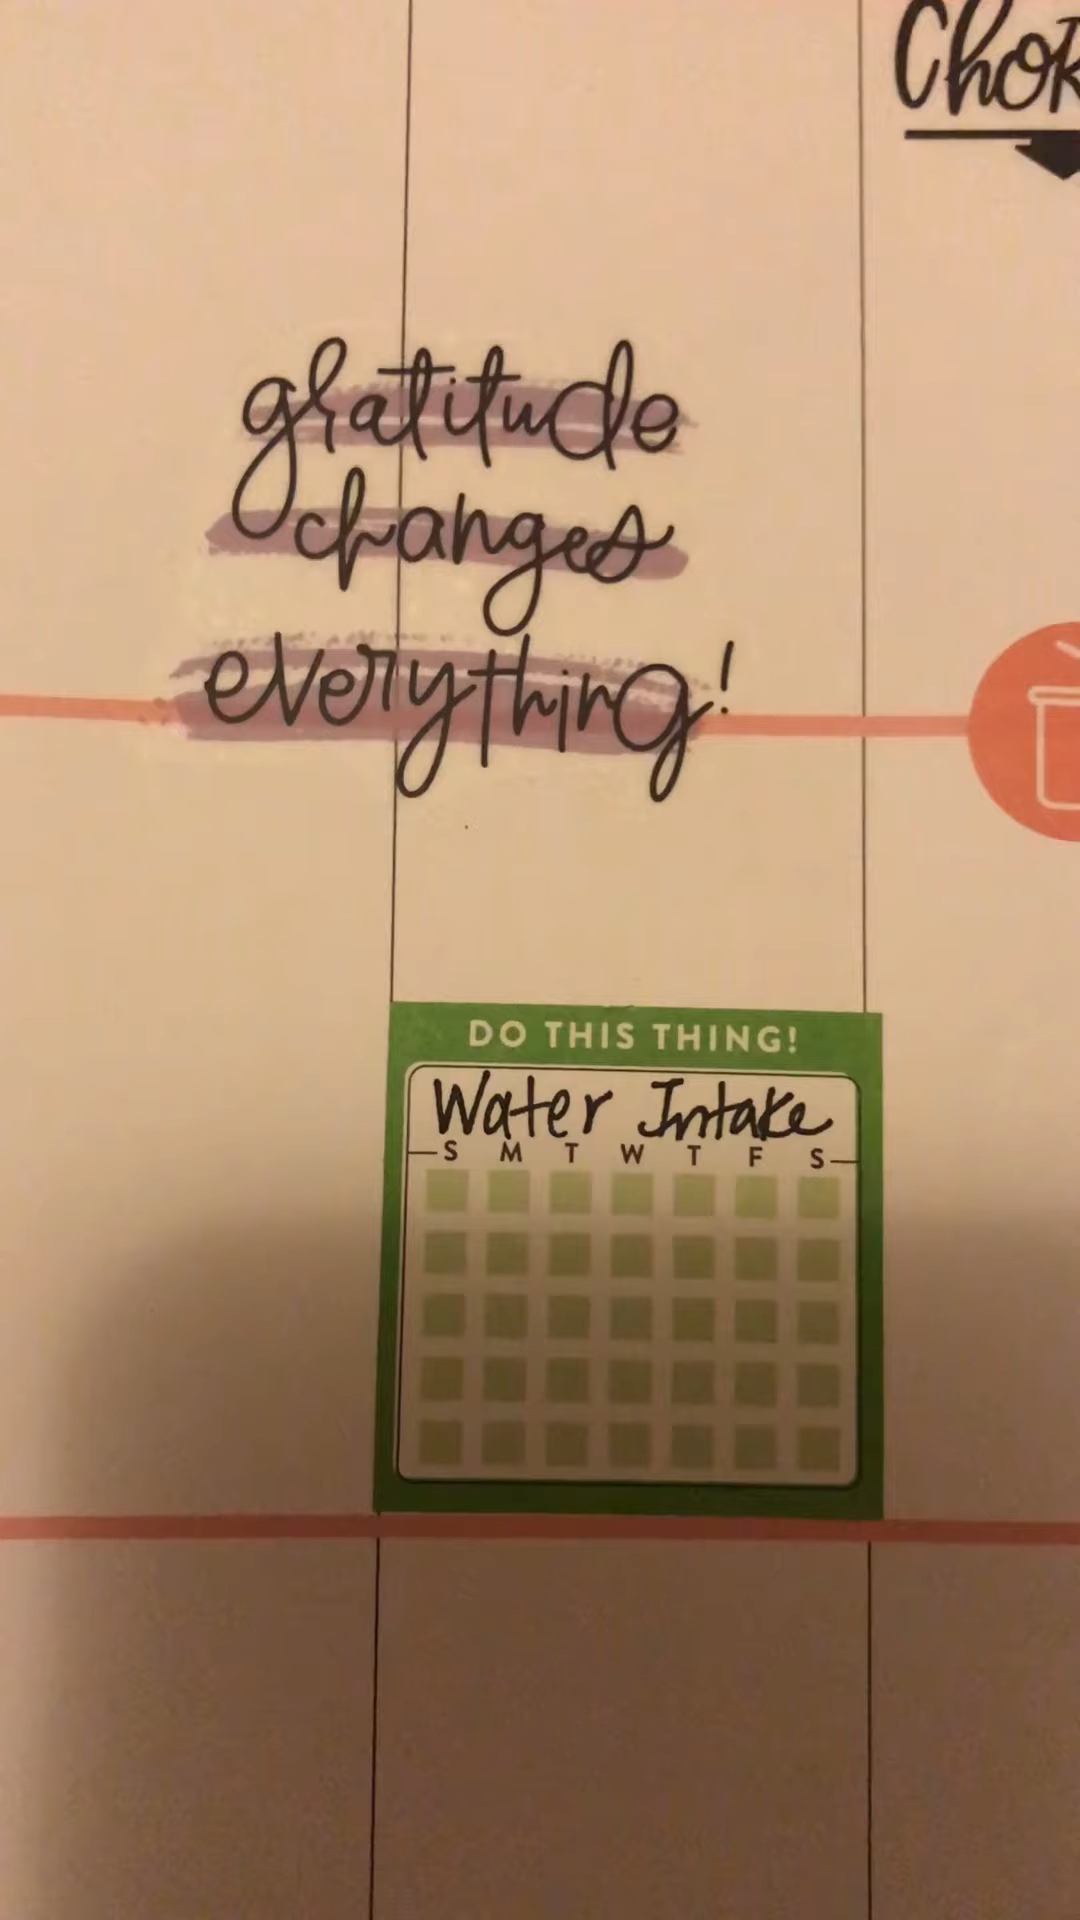 gratitude
changes
everything!
DO THIS THING!
Water Intake
S M T W T F S